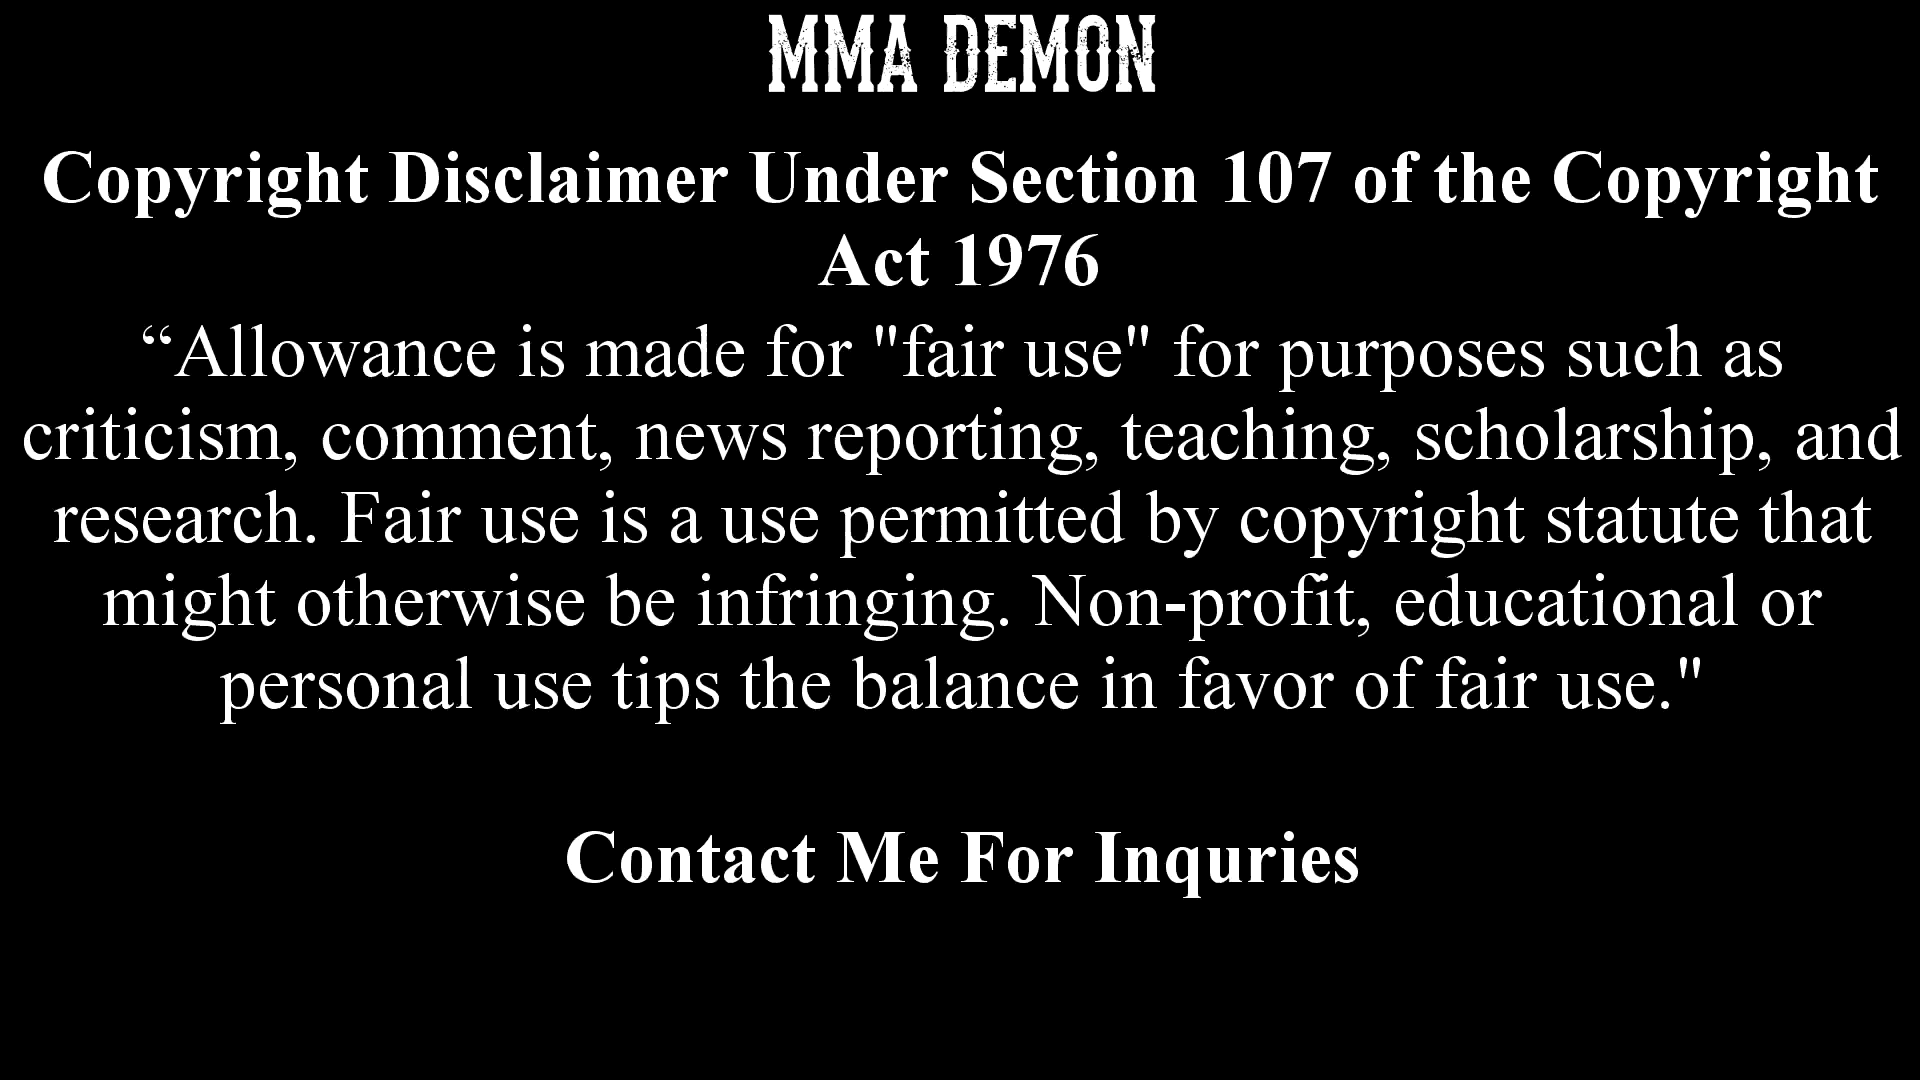 MMA DEMON
Copyright Disclaimer Under Section 107 of the Copyright
Act 1976
“Allowance is made for "fair use" for purposes such as
criticism, comment, news reporting, teaching, scholarship, and
research. Fair use is a use permitted by copyright statute that
might otherwise be infringing. Non-profit, educational or
personal use tips the balance in favor of fair use."
Contact Me For Inquries